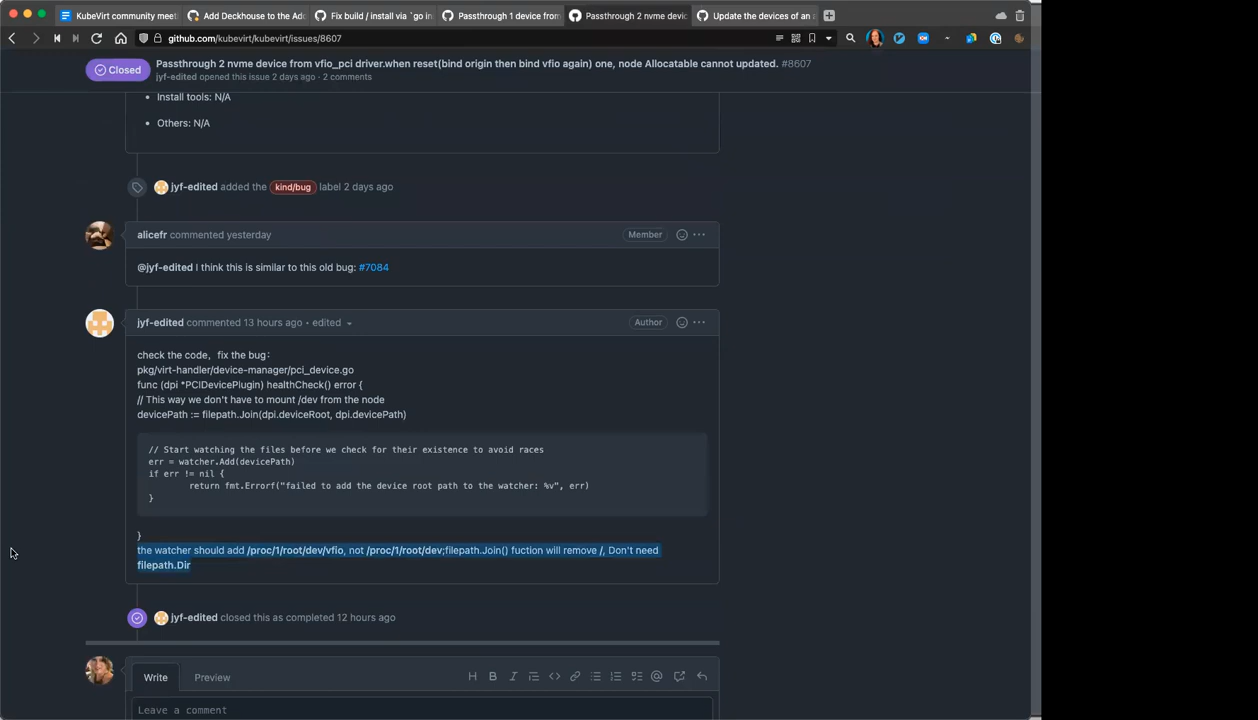 KubeVirt community meeti
Add Deckhouse to the Ado
Fix build / install via `go in
Passthrough 1 device from
Passthrough 2 nvme devic
Update the devices of an a
github.com/kubevirt/kubevirt/issues/8607
Closed
Passthrough 2 nvme device from vfio_pci driver.when reset(bind origin then bind vfio again) one, node Allocatable cannot updated. #8607
jyf-edited opened this issue 2 days ago · 2 comments
• Install tools: N/A
• Others: N/A
jyf-edited added the kind/bug label 2 days ago
alicefr commented yesterday
Member
@jyf-edited I think this is similar to this old bug: #7084
jyf-edited commented 13 hours ago • edited
Author
check the code，fix the bug：
pkg/virt-handler/device-manager/pci_device.go
func (dpi *PCIDevicePlugin) healthCheck() error {
// This way we don't have to mount /dev from the node
devicePath := filepath.Join(dpi.deviceRoot, dpi.devicePath)
// Start watching the files before we check for their existence to avoid races
err = watcher.Add(devicePath)
if err != nil {
return fmt.Errorf("failed to add the device root path to the watcher: %v", err)
}
}
the watcher should add /proc/1/root/dev/vfio, not /proc/1/root/dev;filepath.Join() fuction will remove /, Don't need
filepath.Dir
jyf-edited closed this as completed 12 hours ago
Write
Preview
Leave a comment